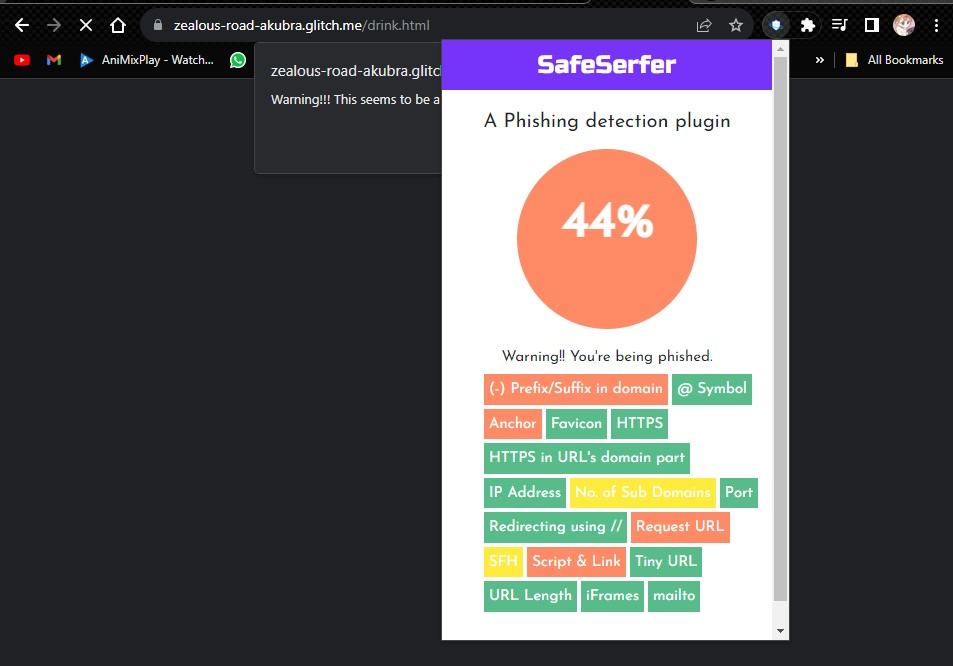 zealous-road-akubra.glitch.me/drink.html
AniMixPlay - Watch...
» All Bookmarks
zealous-road-akubra.glitc
Warning!!! This seems to be a
SafeSerfer
A Phishing detection plugin
44%
Warning!! You're being phished.
(-) Prefix/Suffix in domain @ Symbol
Anchor Favicon HTTPS
HTTPS in URL's domain part
IP Address No. of Sub Domains Port
Redirecting using // Request URL
SFH Script & Link Tiny URL
URL Length iFrames mailto